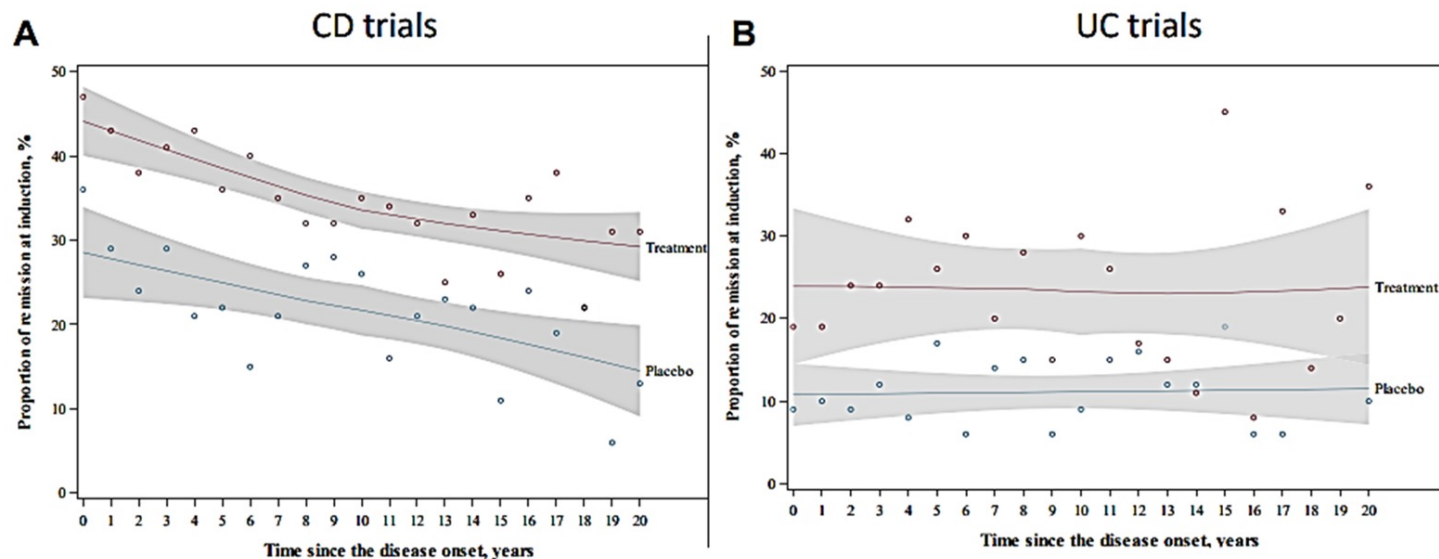 A
CD trials
50
40
30
20
10
0
Proportion of remission at induction, %
Treatment
Placebo
0 1 2 3 4 5 6 7 8 9 10 11 12 13 14 15 16 17 18 19 20
Time since the disease onset, years
B
UC trials
50
40
30
20
10
0
Proportion of remission at induction, %
Treatment
Placebo
0 1 2 3 4 5 6 7 8 9 10 11 12 13 14 15 16 17 18 19 20
Time since the disease onset, years